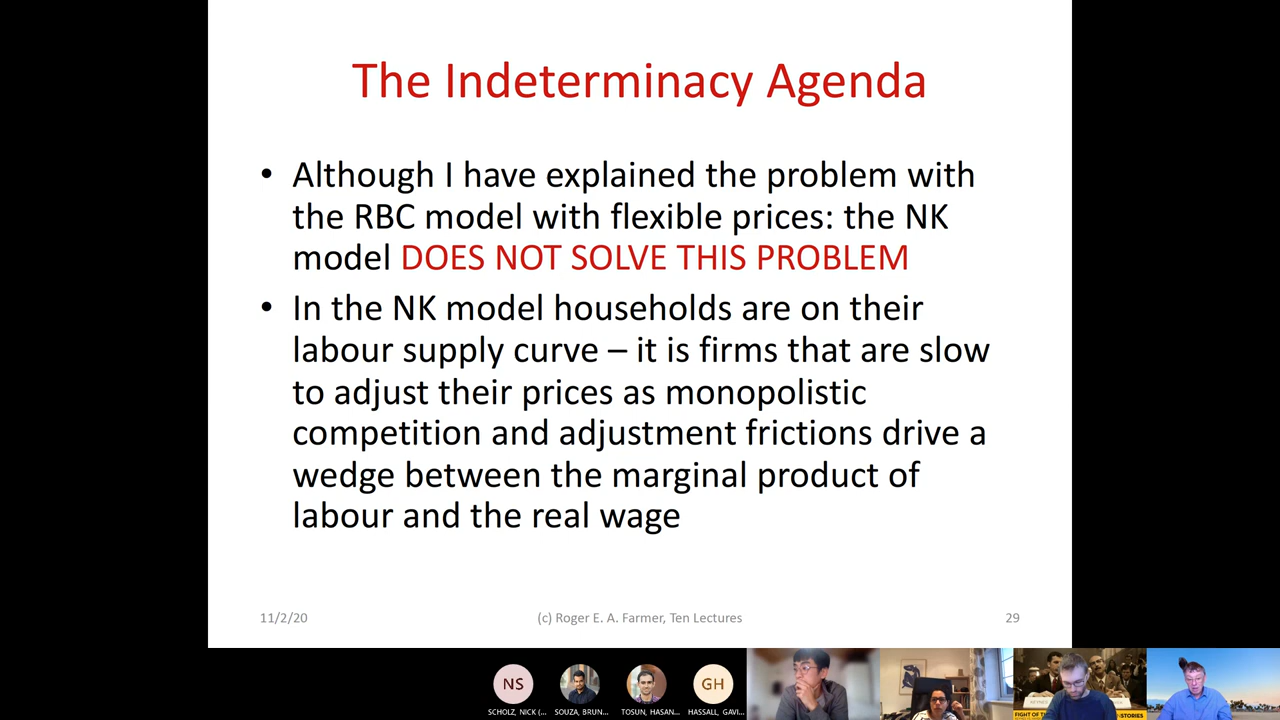 The Indeterminacy Agenda
• Although I have explained the problem with
the RBC model with flexible prices: the NK
model DOES NOT SOLVE THIS PROBLEM
• In the NK model households are on their
labour supply curve – it is firms that are slow
to adjust their prices as monopolistic
competition and adjustment frictions drive a
wedge between the marginal product of
labour and the real wage
11/2/20
(c) Roger E. A. Farmer, Ten Lectures
29
NS
GH
SCHOLZ, NICK (...
SOUZA, BRUN...
TOSUN, HASAN...
HASSALL, GAVI...